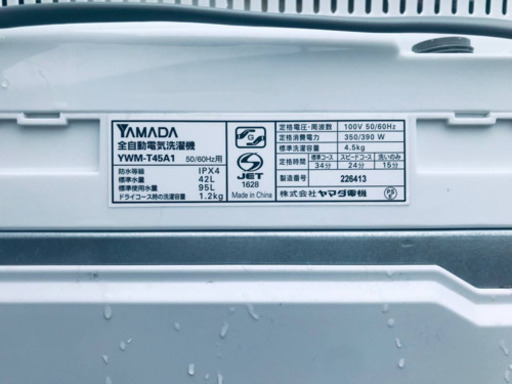 YAMADA
全自動電気洗濯機
YWM-T45A1 50/60Hz用
防水等級 IPX4
標準水量 42L
標準使用水量 95L
ドライコース時の洗濯容量 1.2kg
S
G
JET
1628
Made in China
定格電圧・周波数 100V 50/60Hz
定格消費電力 350/390 W
標準洗濯容量 4.5kg
定格時間 標準コース スピードコース 洗いのみ
34分 24分 15分
製造番号 226413
株式会社ヤマダ電機